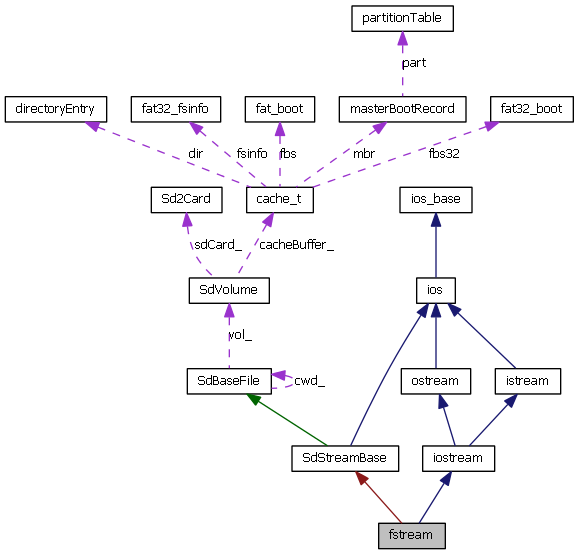 partitionTable
part
directoryEntry
fat32_fsinfo
fat_boot
masterBootRecord
fat32_boot
dir
fsinfo
fbs
mbr
fbs32
Sd2Card
cache_t
ios_base
sdCard_
cacheBuffer_
SdVolume
ios
vol_
SdBaseFile
cwd_
ostream
istream
SdStreamBase
iostream
fstream